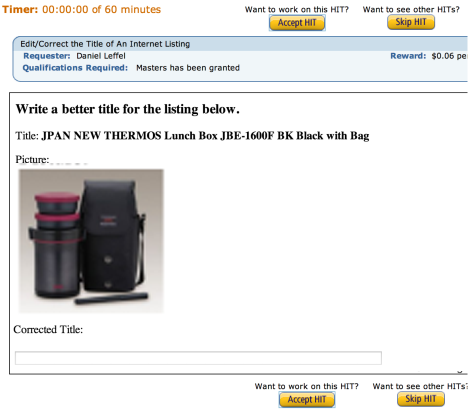 Timer: 00:00:00 of 60 minutes
Want to work on this HIT? Want to see other HITs?
Accept HIT Skip HIT
Edit/Correct the Title of An Internet Listing
Requester: Daniel Leffel Reward: $0.06 pe
Qualifications Required: Masters has been granted
Write a better title for the listing below.
Title: JPAN NEW THERMOS Lunch Box JBE-1600F BK Black with Bag
Picture:
Corrected Title:
Want to work on this HIT? Want to see other HITs?
Accept HIT Skip HIT